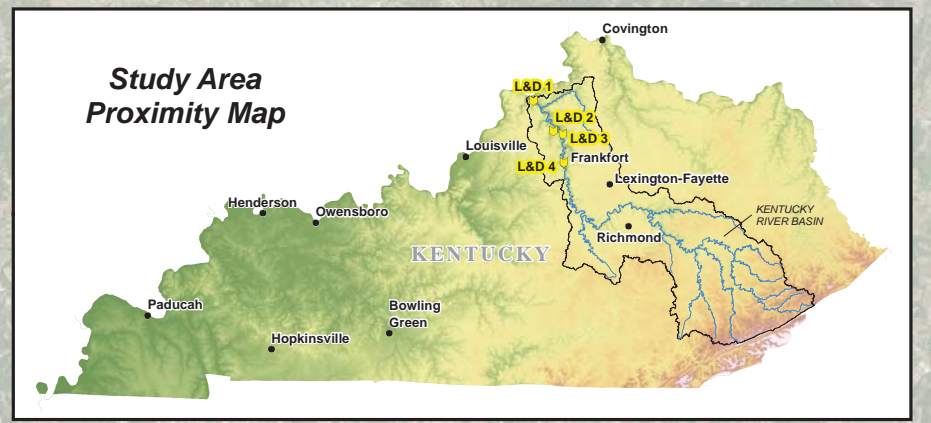 Study Area
Proximity Map
Covington
L&D 1
L&D 2
L&D 3
Louisville
L&D 4
Frankfort
Lexington-Fayette
Henderson
Owensboro
KENTUCKY
RIVER BASIN
Richmond
KENTUCKY
Paducah
Bowling
Green
Hopkinsville